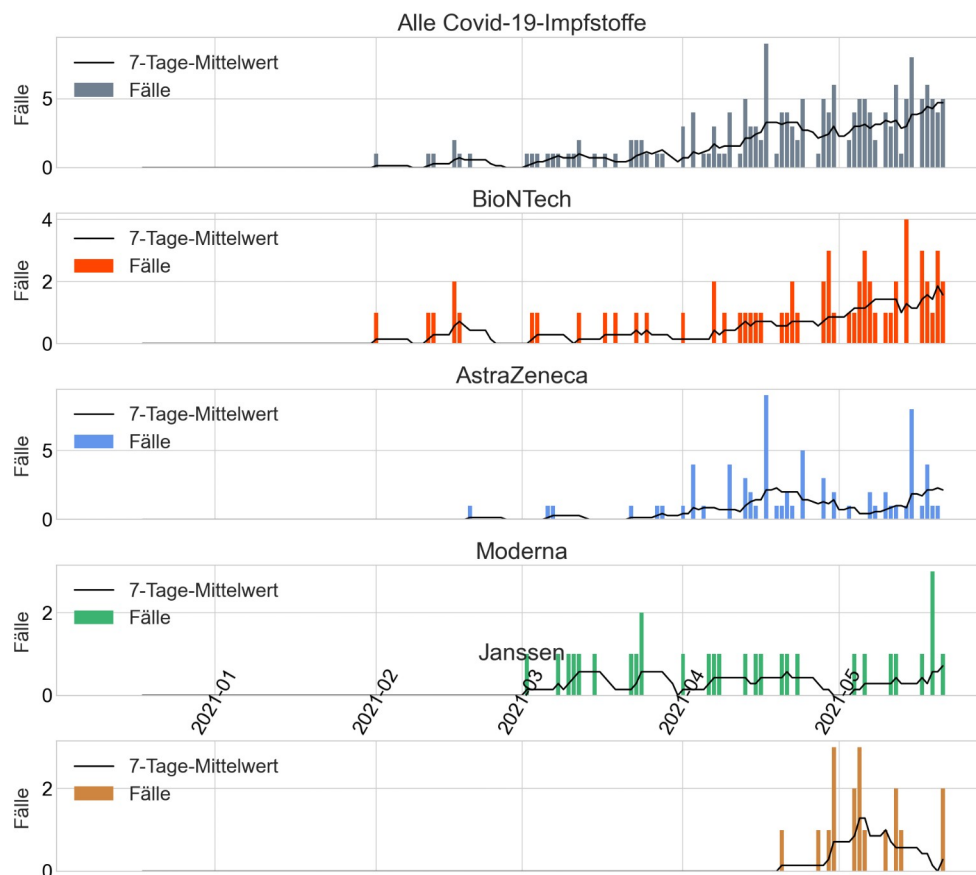 Alle Covid-19-Impfstoffe
Fälle
5
0
7-Tage-Mittelwert
Fälle
BioNTech
Fälle
4
2
0
7-Tage-Mittelwert
Fälle
AstraZeneca
Fälle
5
0
7-Tage-Mittelwert
Fälle
Moderna
Fälle
2
0
7-Tage-Mittelwert
Fälle
Janssen
2021-01
2021-02
2021-03
2021-04
2021-05
Fälle
2
0
7-Tage-Mittelwert
Fälle